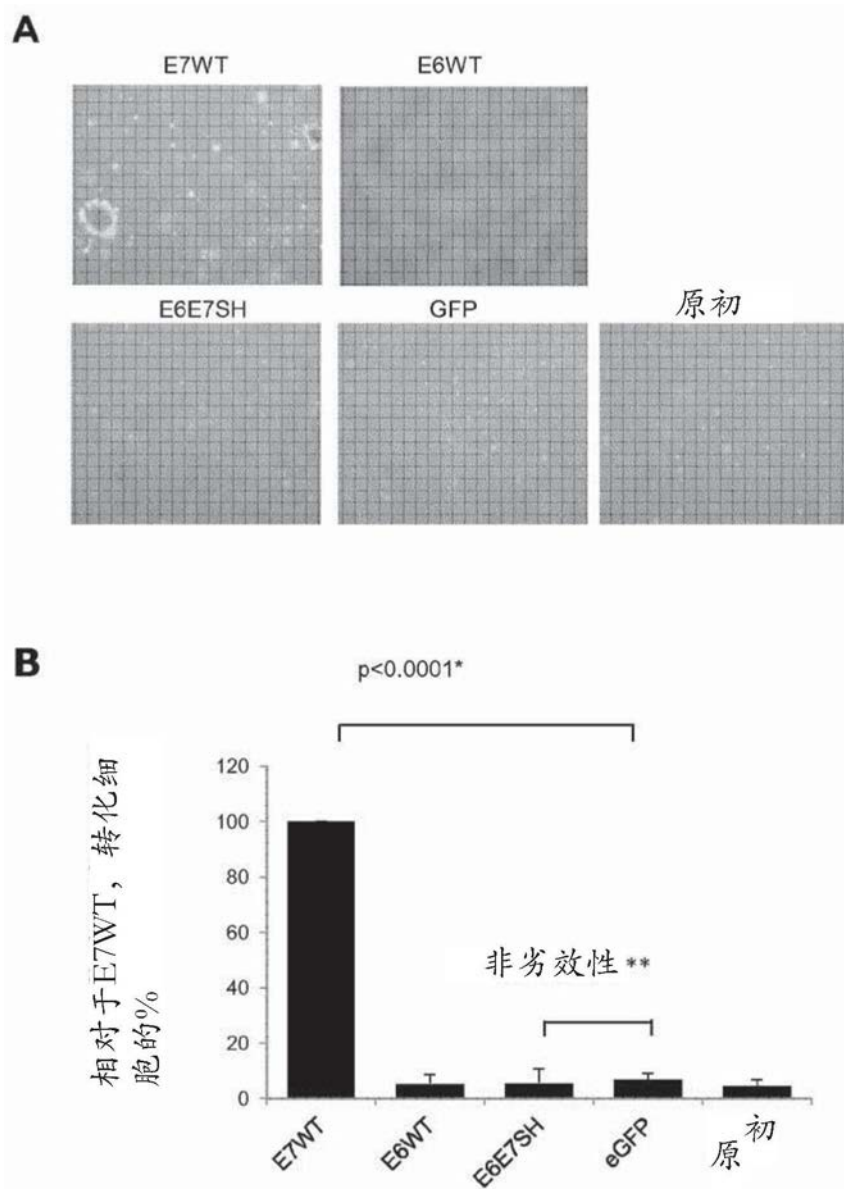 A
E7WT
E6WT
E6E7SH
GFP
原初
B
p<0.0001*
相对于E7WT，转化细
胞的%
120
100
80
60
40
20
0
非劣效性 **
E7WT
E6WT
E6E7SH
eGFP
原初